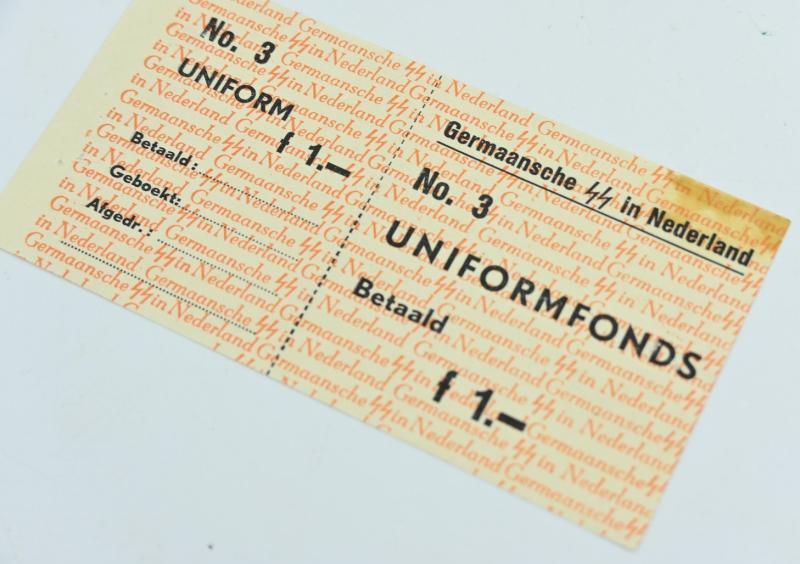 No. 3
UNIFORM
f 1.—
Betaald:
Geboekt:
Afgedr.:
Germaansche SS in Nederland
No. 3
UNIFORMFONDS
Betaald
f 1.—